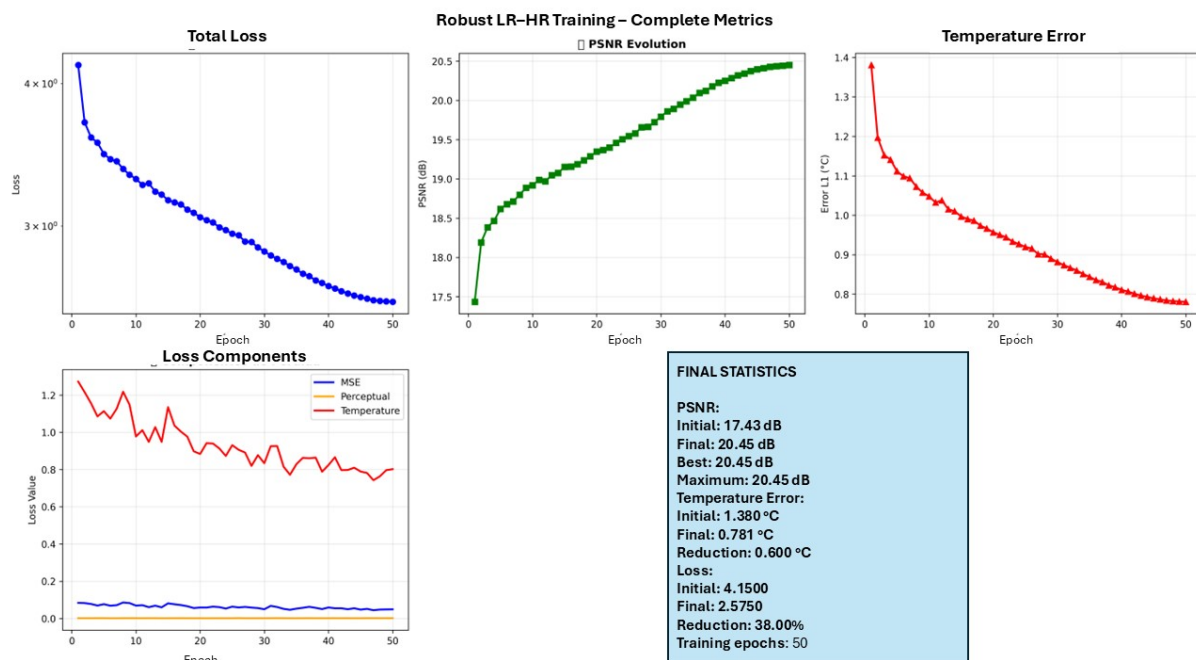 Robust LR–HR Training – Complete Metrics
Total Loss
4 × 10⁰
3 × 10⁰
Loss
0 10 20 30 40 50
Epoch
PSNR Evolution
20.5
20.0
19.5
19.0
18.5
18.0
17.5
PSNR (dB)
0 10 20 30 40 50
Epoch
Temperature Error
1.4
1.3
1.2
1.1
1.0
0.9
0.8
Error L1 (°C)
0 10 20 30 40 50
Epoch
Loss Components
MSE
Perceptual
Temperature
1.2
1.0
0.8
0.6
0.4
0.2
0.0
Loss Value
0 10 20 30 40 50
Epoch
FINAL STATISTICS
PSNR:
Initial: 17.43 dB
Final: 20.45 dB
Best: 20.45 dB
Maximum: 20.45 dB
Temperature Error:
Initial: 1.380 °C
Final: 0.781 °C
Reduction: 0.600 °C
Loss:
Initial: 4.1500
Final: 2.5750
Reduction: 38.00%
Training epochs: 50